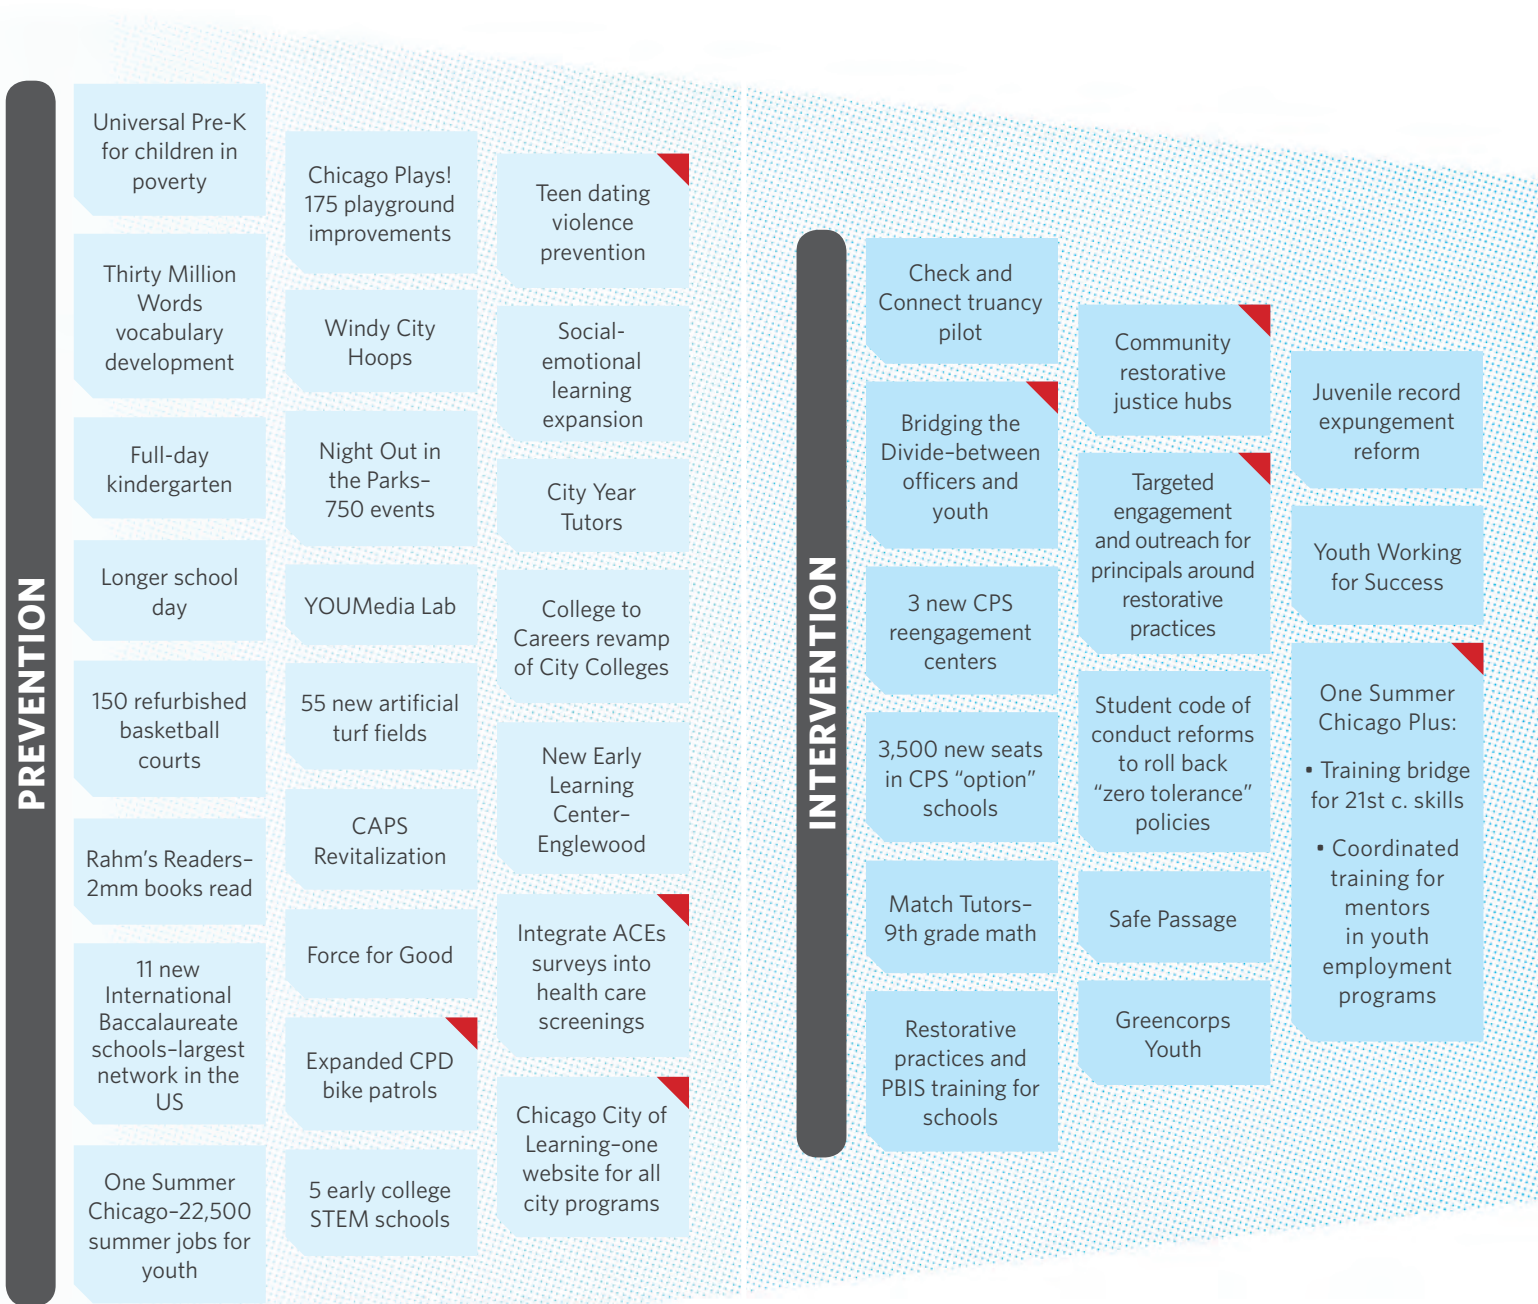 PREVENTION
Universal Pre-K
for children in
poverty
Thirty Million
Words
vocabulary
development
Full-day
kindergarten
Longer school
day
150 refurbished
basketball
courts
Rahm’s Readers–
2mm books read
11 new
International
Baccalaureate
schools–largest
network in the
US
One Summer
Chicago–22,500
summer jobs for
youth
Chicago Plays!
175 playground
improvements
Windy City
Hoops
Night Out in
the Parks–
750 events
YOUMedia Lab
55 new artificial
turf fields
CAPS
Revitalization
Force for Good
Expanded CPD
bike patrols
5 early college
STEM schools
Teen dating
violence
prevention
Social-
emotional
learning
expansion
City Year
Tutors
College to
Careers revamp
of City Colleges
New Early
Learning
Center–
Englewood
Integrate ACEs
surveys into
health care
screenings
Chicago City of
Learning–one
website for all
city programs
INTERVENTION
Check and
Connect truancy
pilot
Bridging the
Divide–between
officers and
youth
3 new CPS
reengagement
centers
3,500 new seats
in CPS “option”
schools
Match Tutors–
9th grade math
Restorative
practices and
PBIS training for
schools
Community
restorative
justice hubs
Targeted
engagement
and outreach for
principals around
restorative
practices
Student code of
conduct reforms
to roll back
“zero tolerance”
policies
Safe Passage
Greencorps
Youth
Juvenile record
expungement
reform
Youth Working
for Success
One Summer
Chicago Plus:
• Training bridge
for 21st c. skills
• Coordinated
training for
mentors
in youth
employment
programs